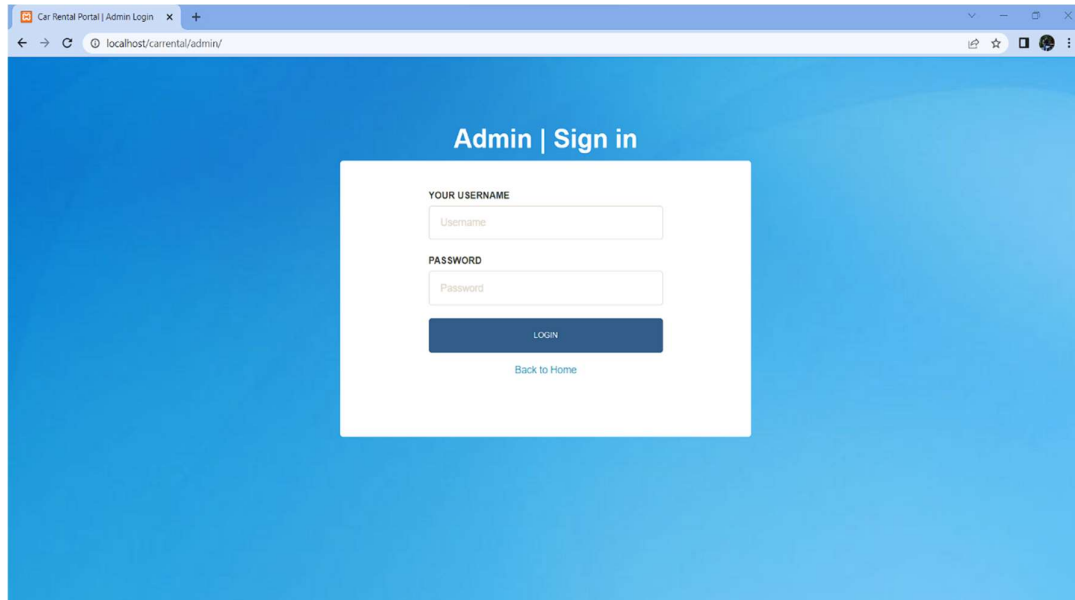 Car Rental Portal | Admin Login
localhost/carrental/admin/
Admin | Sign in
YOUR USERNAME
Username
PASSWORD
Password
LOGIN
Back to Home